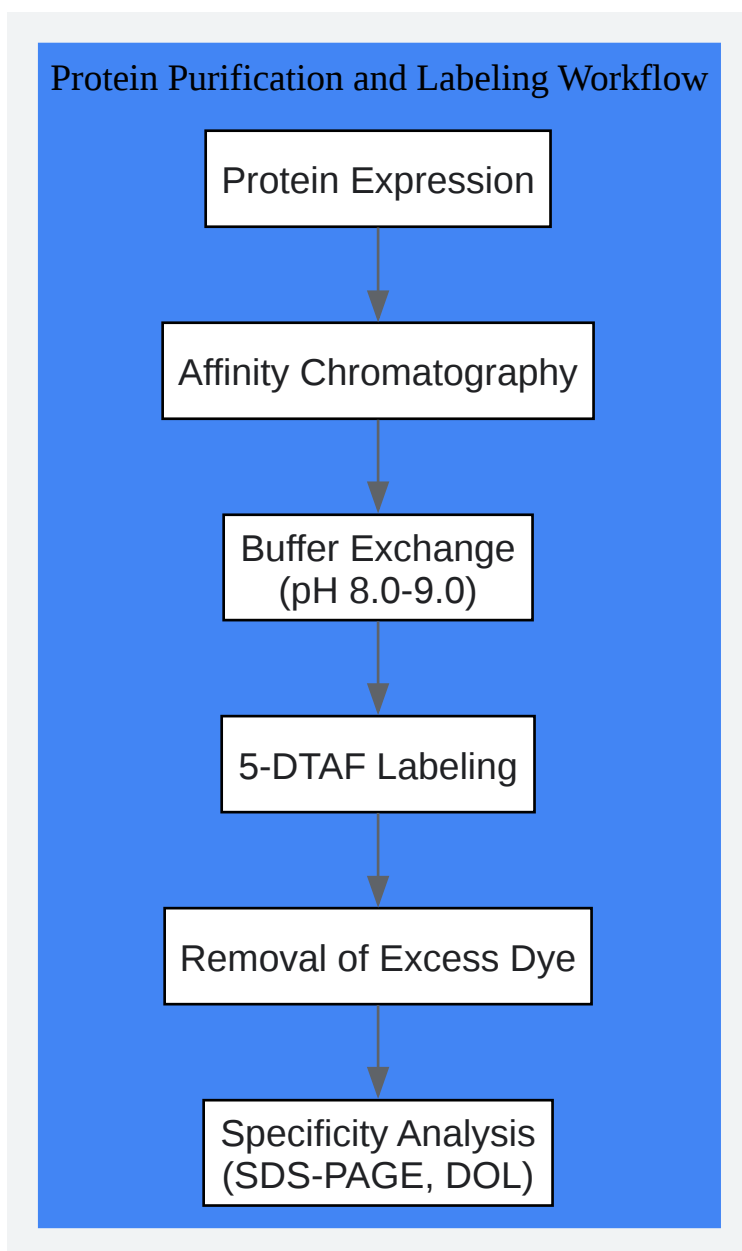 Protein Purification and Labeling Workflow
Protein Expression
Affinity Chromatography
Buffer Exchange
(pH 8.0-9.0)
5-DTAF Labeling
Removal of Excess Dye
Specificity Analysis
(SDS-PAGE, DOL)